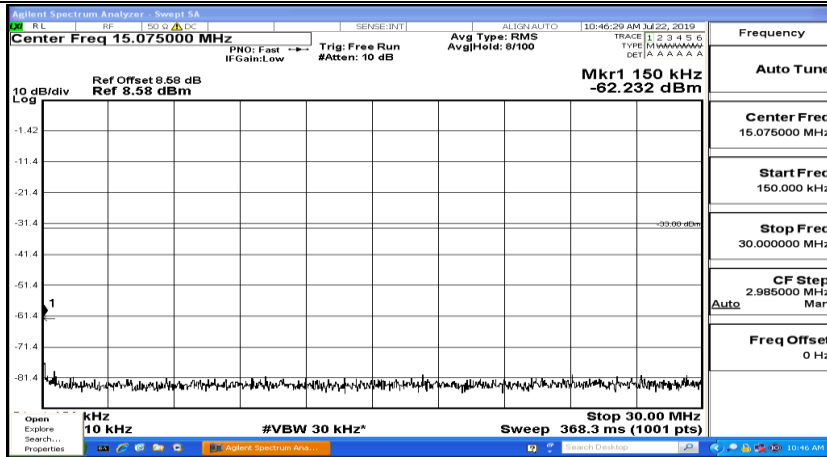 Agilent Spectrum Analyzer - Swept SA
LXI RL RF 50 Ω DC SENSE:INT ALIGN AUTO 10:46:29 AM Jul 22, 2019
Center Freq 15.075000 MHz
PNO: Fast Trig: Free Run Avg Type: RMS TRACE 1 2 3 4 5 6
IFGain:Low #Atten: 10 dB Avg|Hold: 8/100 TYPE M
DET A A A A A A
Mkr1 150 kHz
-62.232 dBm
Ref Offset 8.58 dB
10 dB/div Ref 8.58 dBm
Log
-1.42
-11.4
-21.4
-31.4
-33.00 dBm
-41.4
-51.4
1
-61.4
-71.4
-81.4
kHz Stop 30.00 MHz
10 kHz #VBW 30 kHz* Sweep 368.3 ms (1001 pts)
Frequency
Auto Tune
Center Freq
15.075000 MHz
Start Freq
150.000 kHz
Stop Freq
30.000000 MHz
CF Step
2.985000 MHz
Auto Man
Freq Offset
0 Hz
Open
Explore
Search...
Properties
Agilent Spectrum Ana...
Search Desktop
10:46 AM